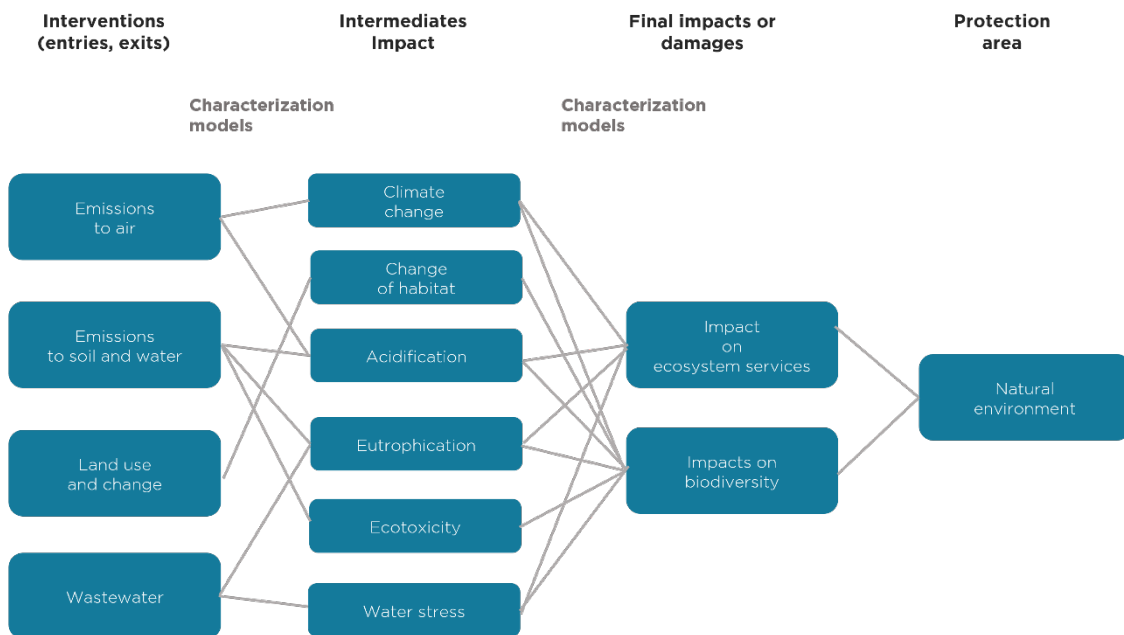 Interventions
(entries, exits)
Intermediates
Impact
Final impacts or
damages
Protection
area
Characterization
models
Characterization
models
Emissions
to air
Emissions
to soil and water
Land use
and change
Wastewater
Climate
change
Change
of habitat
Acidification
Eutrophication
Ecotoxicity
Water stress
Impact
on
ecosystem services
Impacts on
biodiversity
Natural
environment